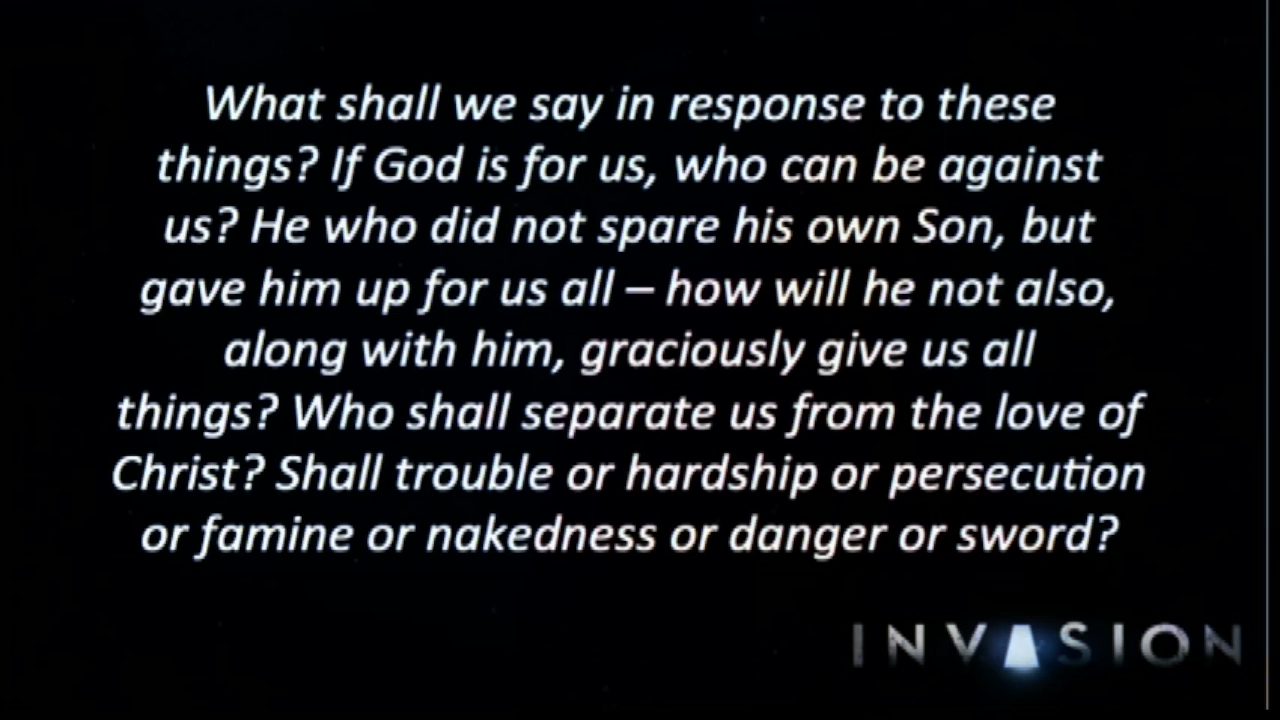 What shall we say in response to these
things? If God is for us, who can be against
us? He who did not spare his own Son, but
gave him up for us all – how will he not also,
along with him, graciously give us all
things? Who shall separate us from the love of
Christ? Shall trouble or hardship or persecution
or famine or nakedness or danger or sword?
INVASION